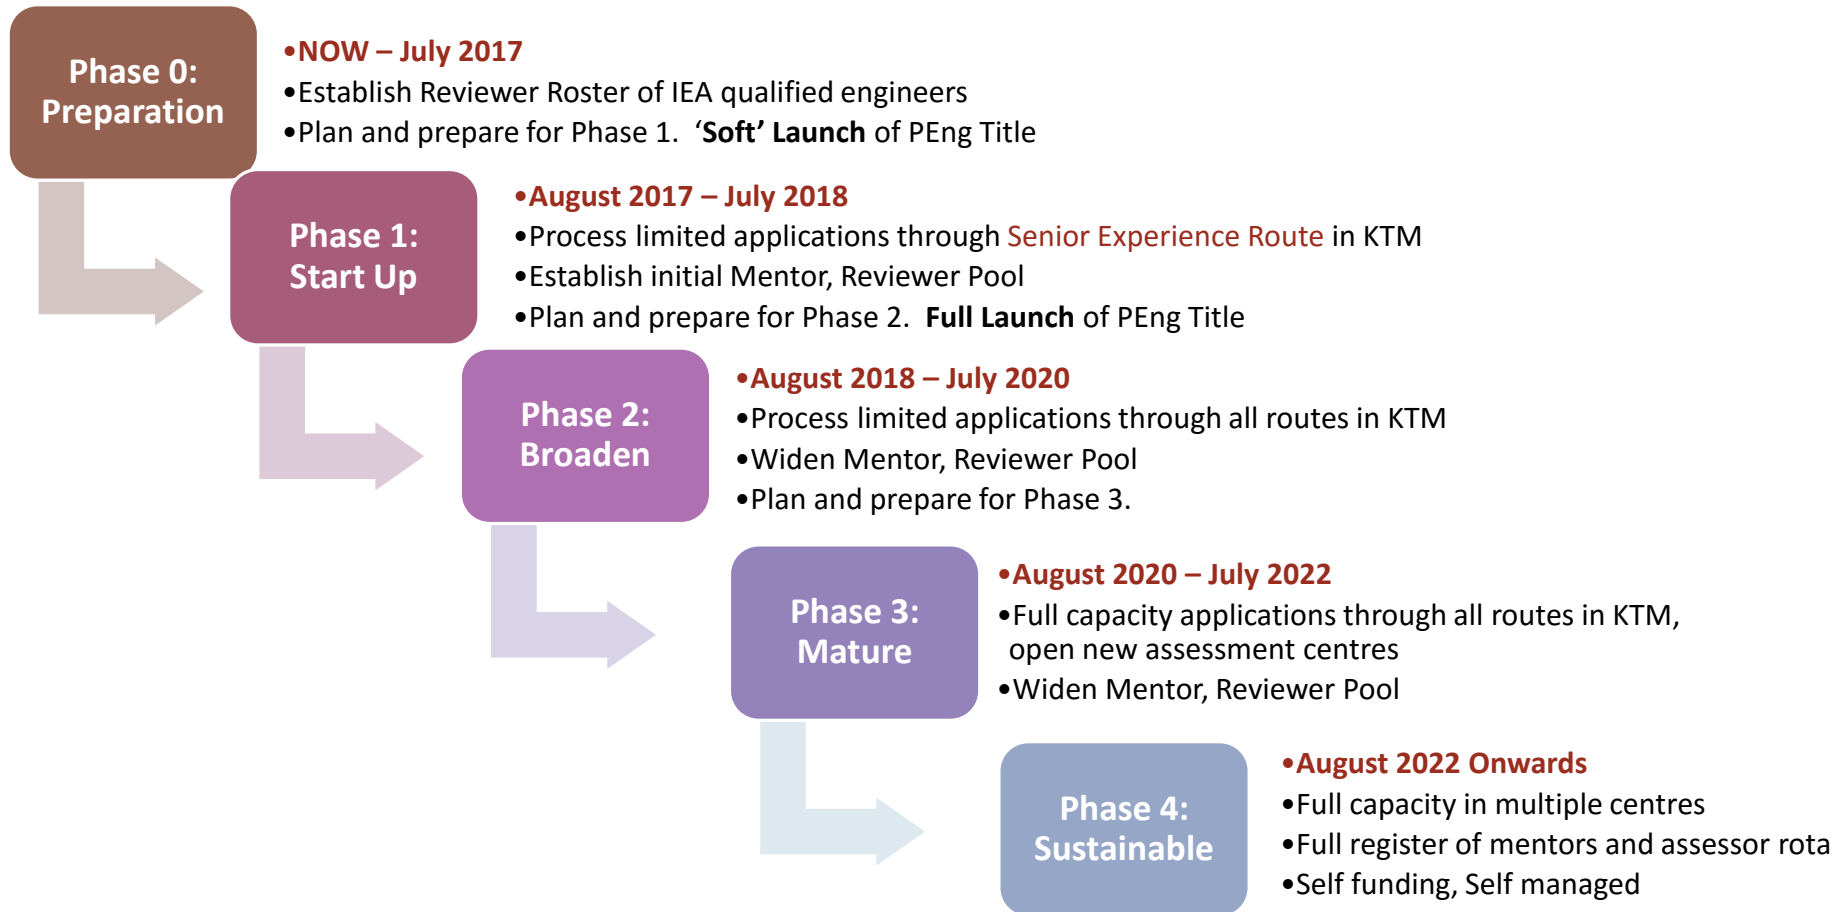 Phase 0:
Preparation
•NOW – July 2017
•Establish Reviewer Roster of IEA qualified engineers
•Plan and prepare for Phase 1.  ‘Soft’ Launch of PEng Title
Phase 1:
Start Up
•August 2017 – July 2018
•Process limited applications through Senior Experience Route in KTM
•Establish initial Mentor, Reviewer Pool
•Plan and prepare for Phase 2.  Full Launch of PEng Title
Phase 2:
Broaden
•August 2018 – July 2020
•Process limited applications through all routes in KTM
•Widen Mentor, Reviewer Pool
•Plan and prepare for Phase 3.
Phase 3:
Mature
•August 2020 – July 2022
•Full capacity applications through all routes in KTM,
open new assessment centres
•Widen Mentor, Reviewer Pool
Phase 4:
Sustainable
•August 2022 Onwards
•Full capacity in multiple centres
•Full register of mentors and assessor rota
•Self funding, Self managed